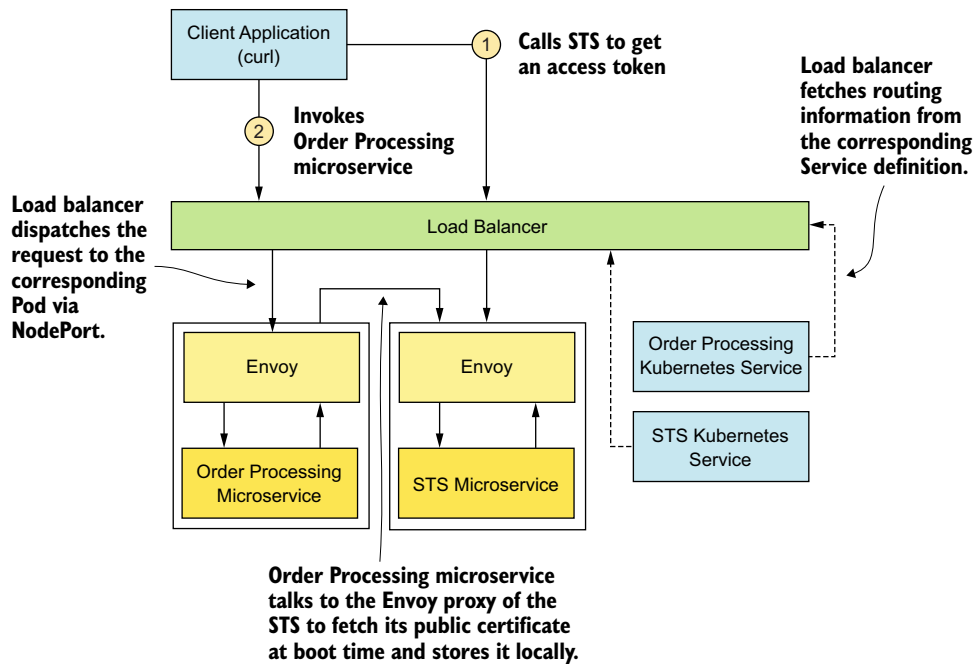 Client Application
(curl)
1
Calls STS to get
an access token
Load balancer
fetches routing
information from
the corresponding
Service definition.
2
Invokes
Order Processing
microservice
Load balancer
dispatches the
request to the
corresponding
Pod via
NodePort.
Load Balancer
Envoy
Order Processing
Microservice
Envoy
STS Microservice
Order Processing
Kubernetes Service
STS Kubernetes
Service
Order Processing microservice
talks to the Envoy proxy of the
STS to fetch its public certificate
at boot time and stores it locally.